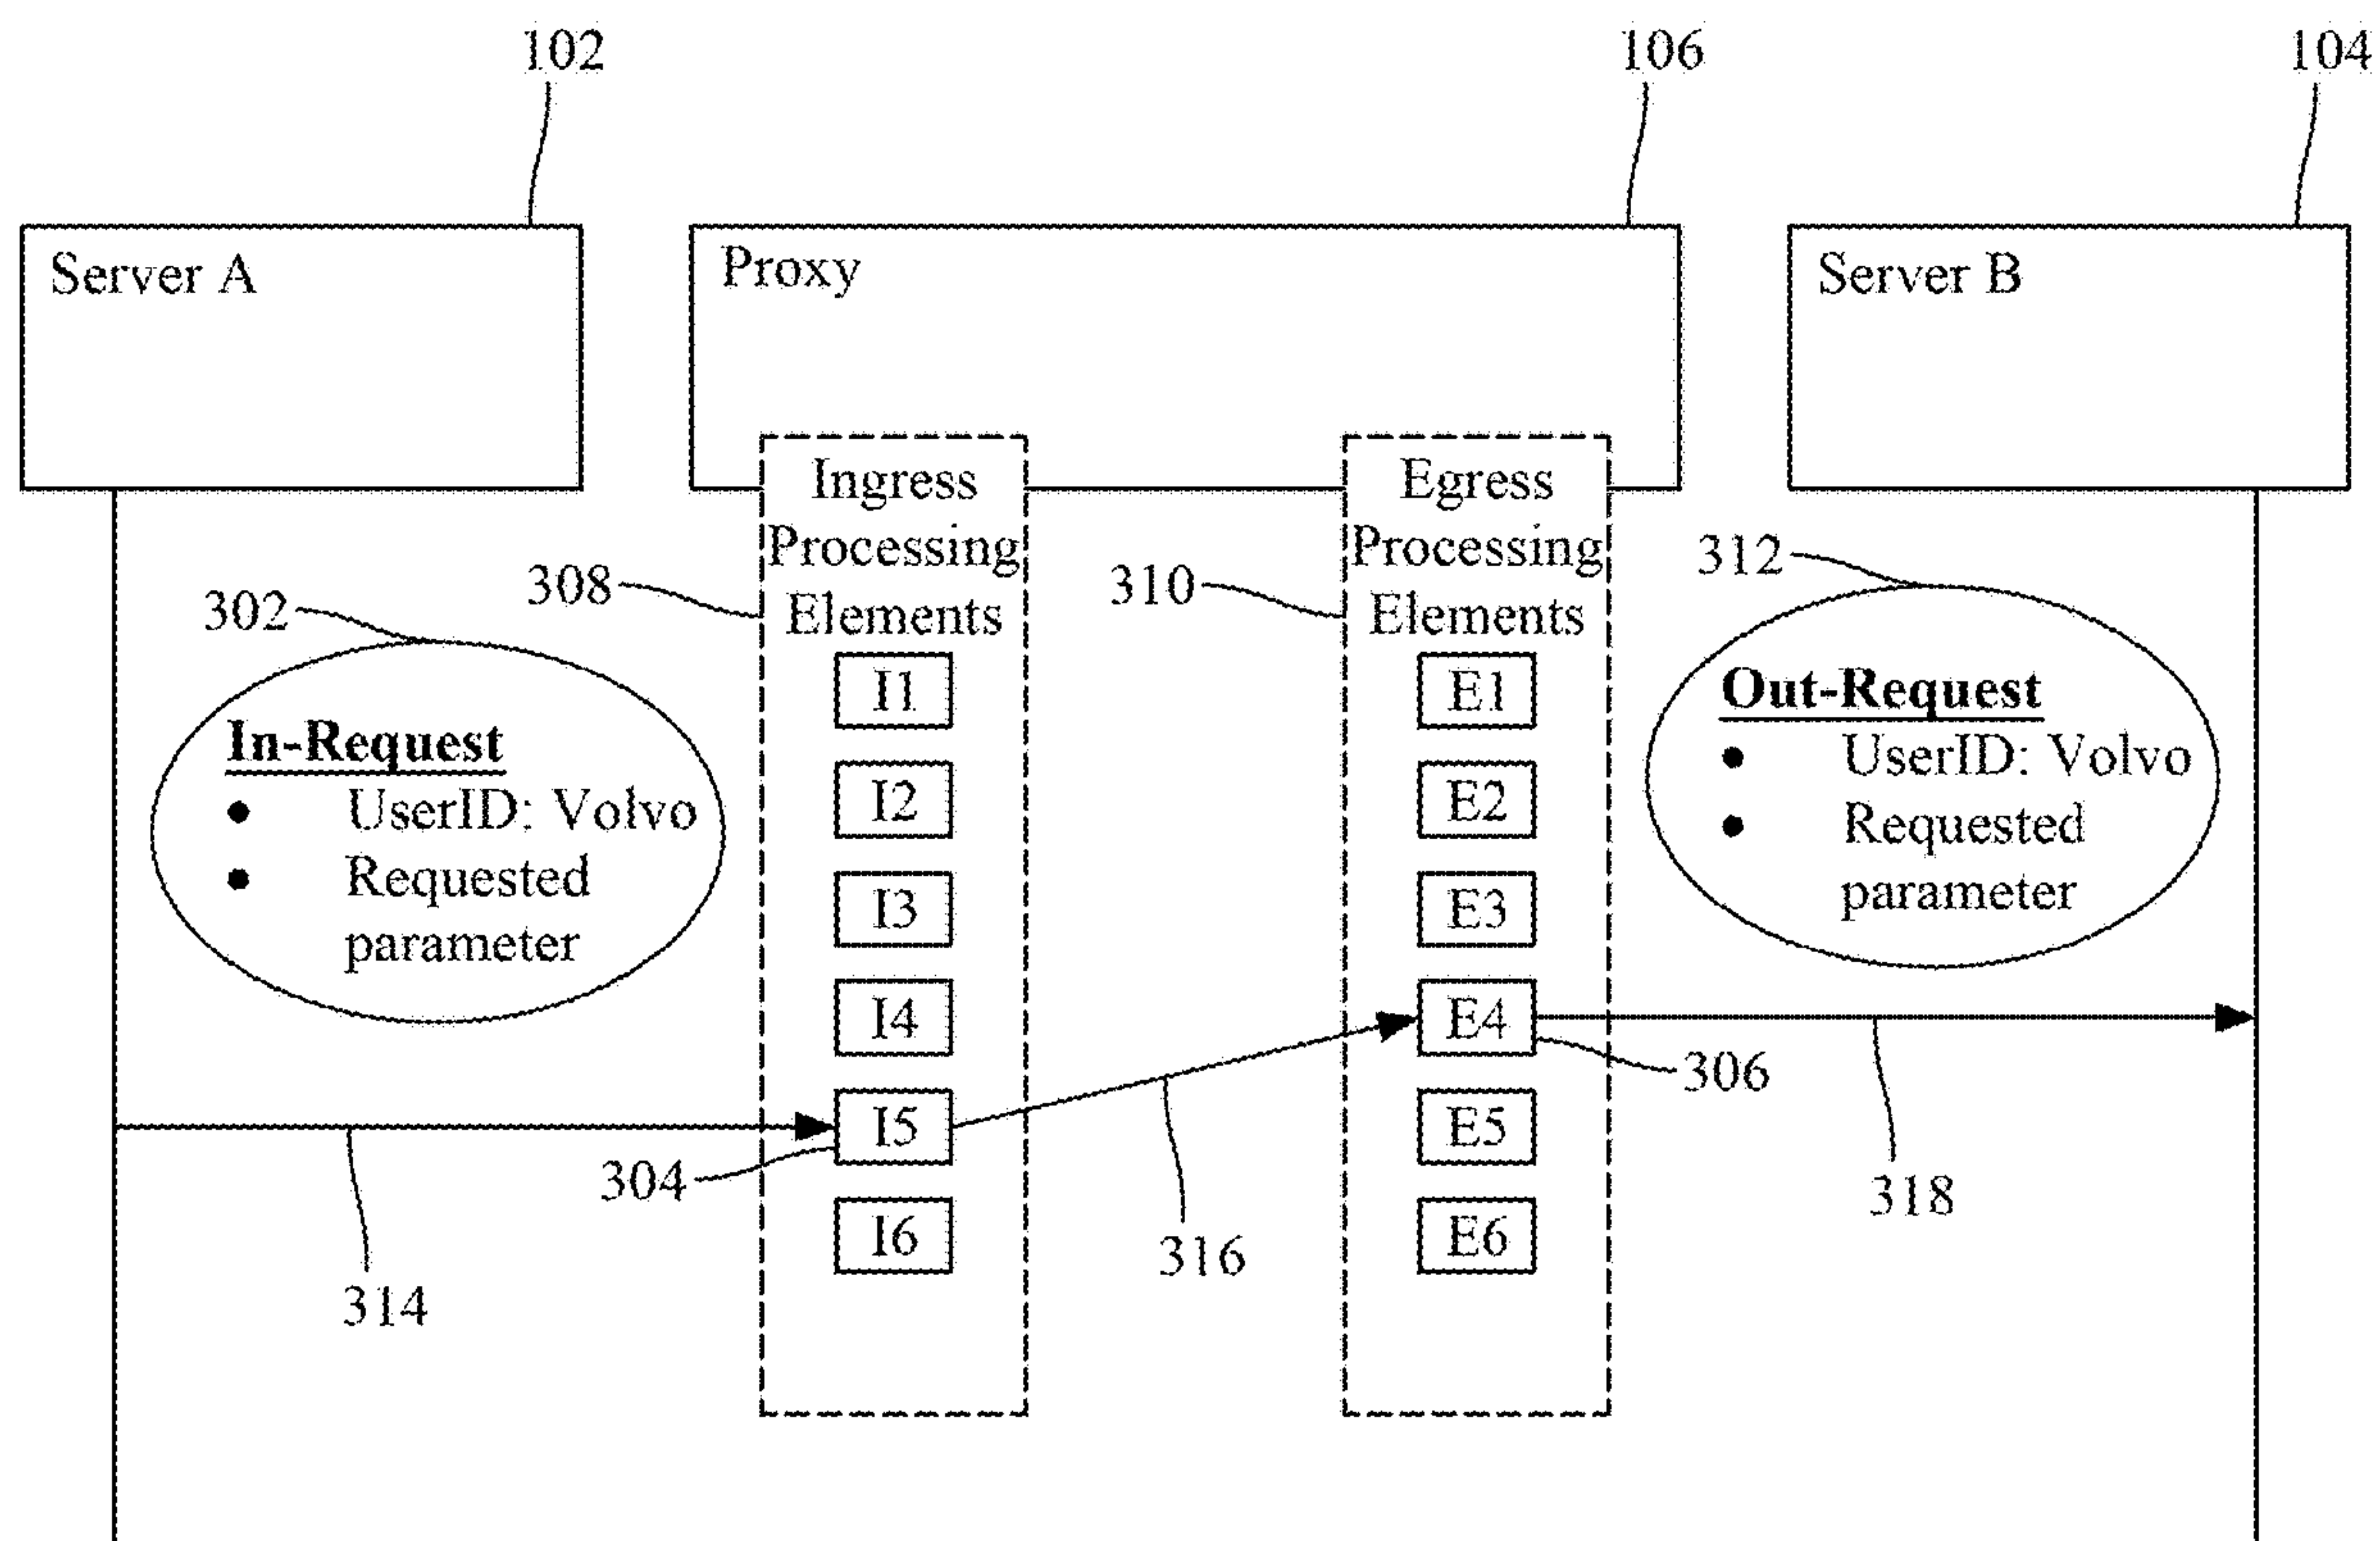 102
106
104
Server A
Proxy
Server B
Ingress
Processing
Elements
Egress
Processing
Elements
302
308
310
312
In-Request
• UserID: Volvo
• Requested
parameter
Out-Request
• UserID: Volvo
• Requested
parameter
I1
I2
I3
I4
I5
I6
E1
E2
E3
E4
E5
E6
304
306
314
316
318